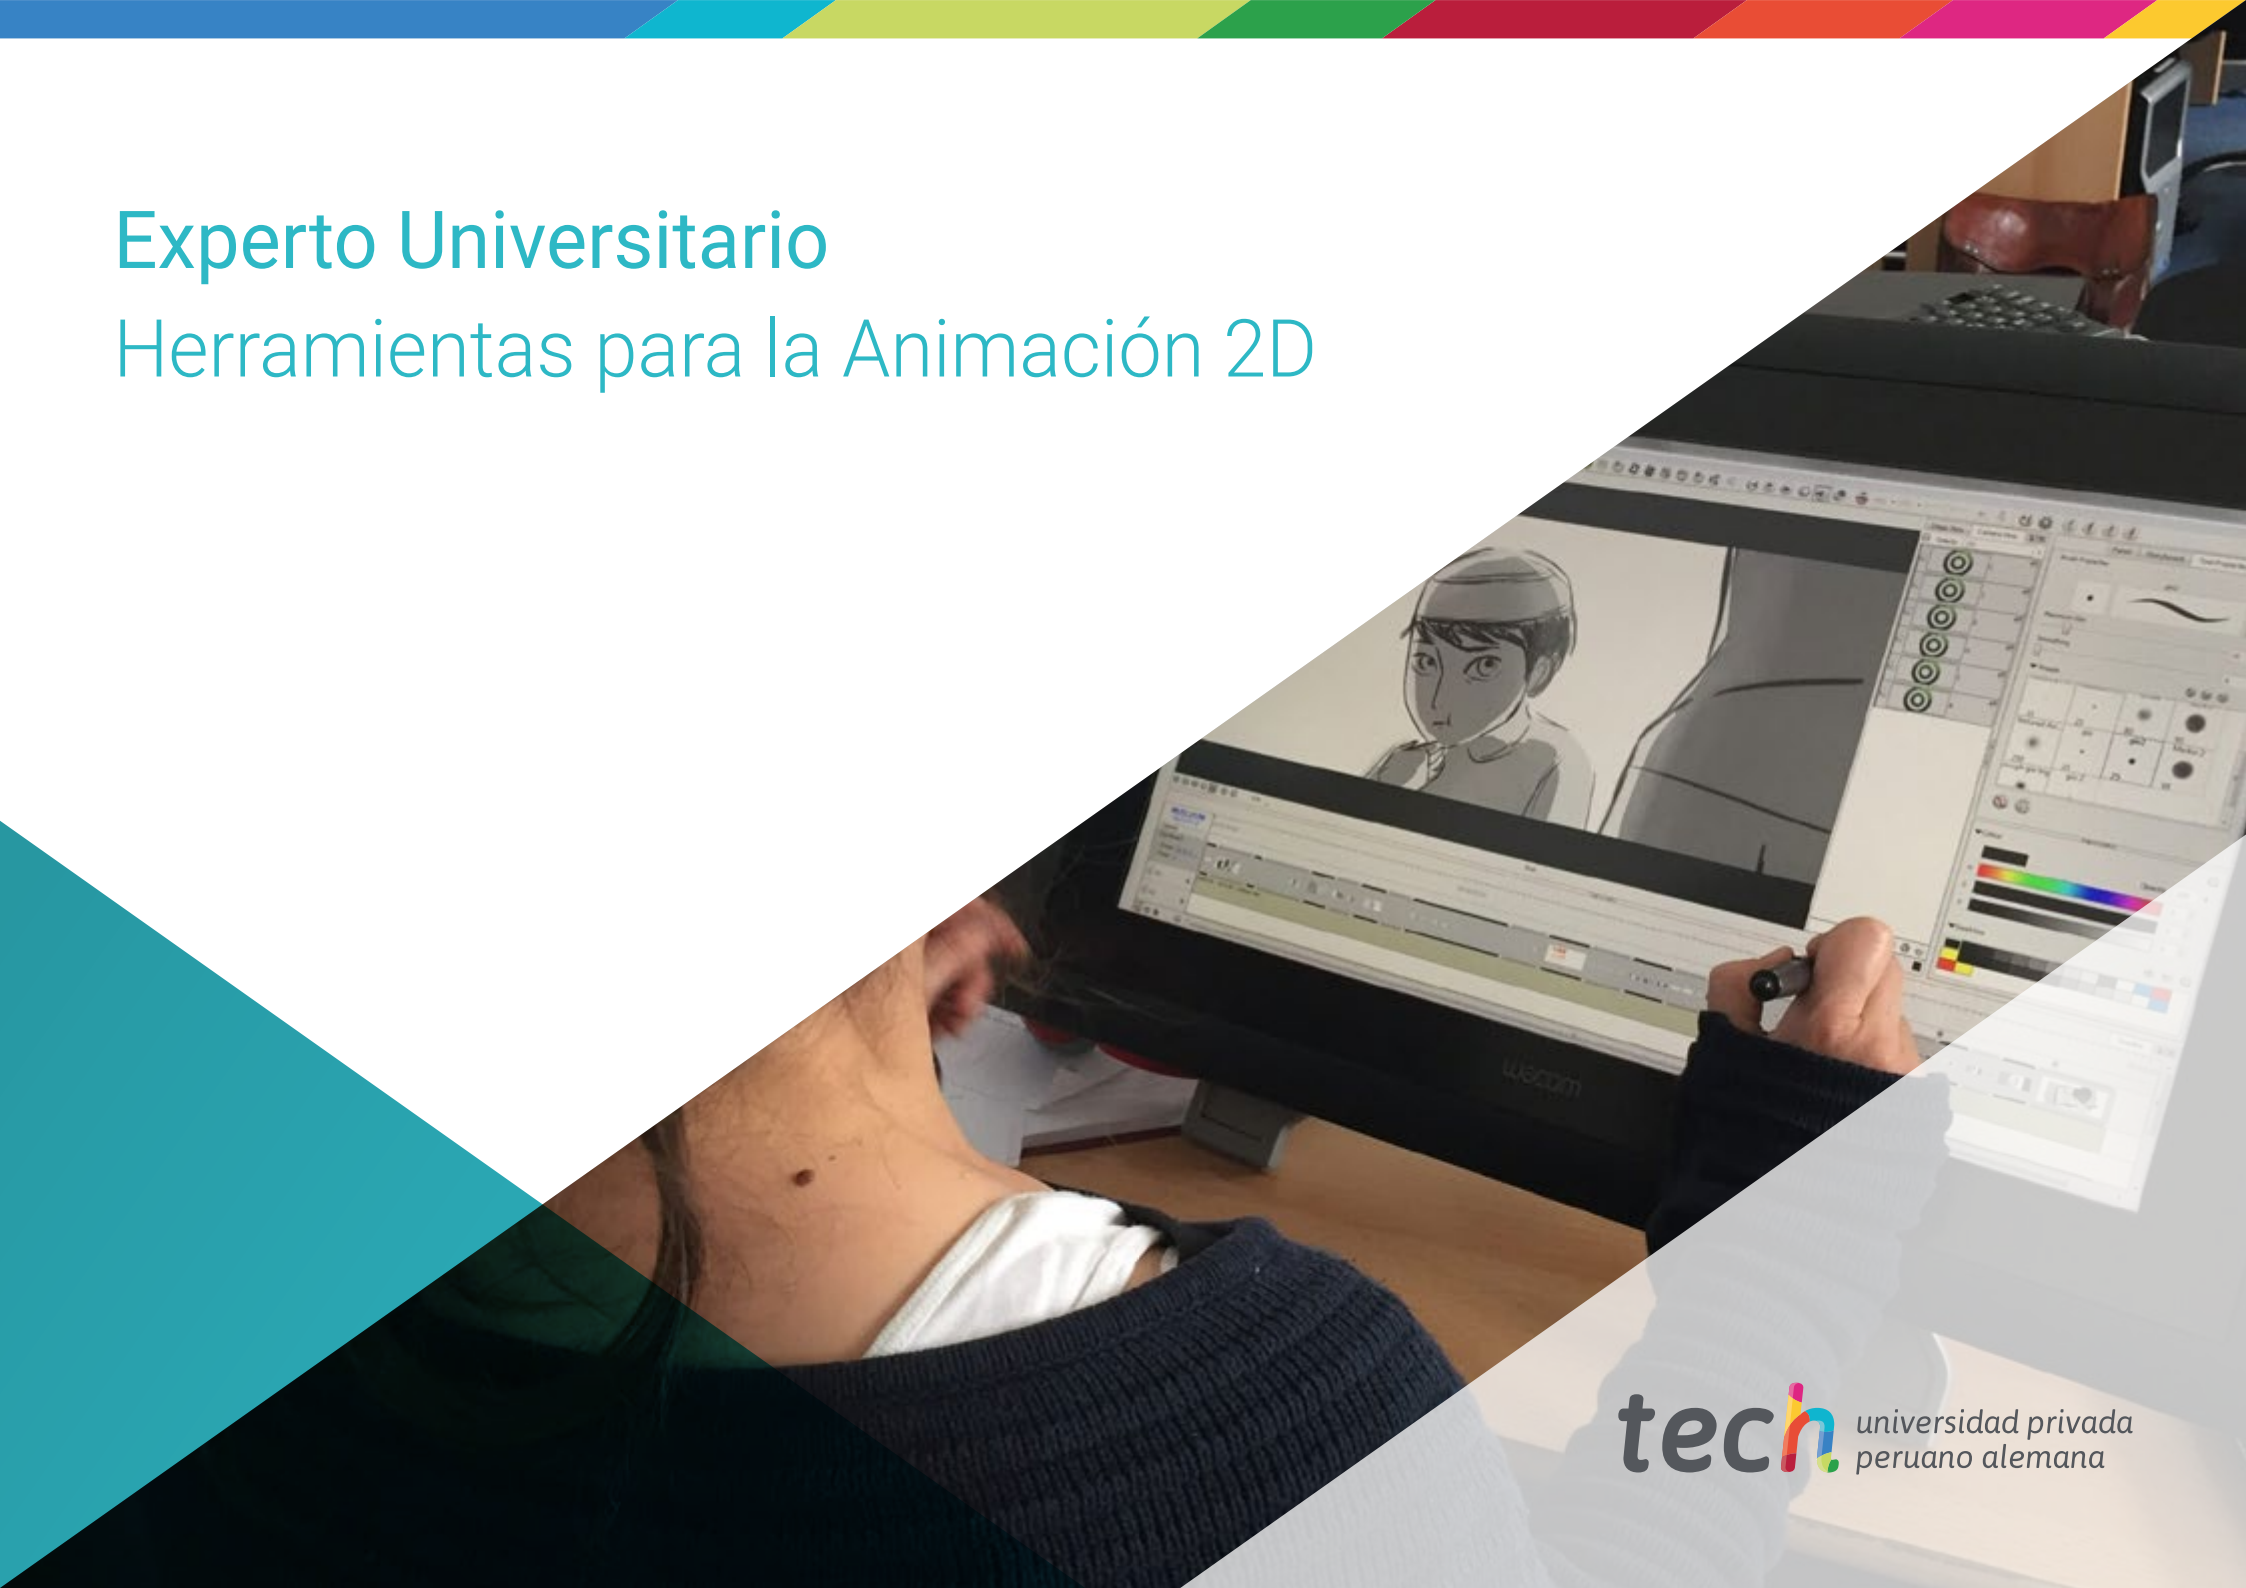 Experto Universitario
Herramientas para la Animación 2D
wacom
tech universidad privada
peruano alemana